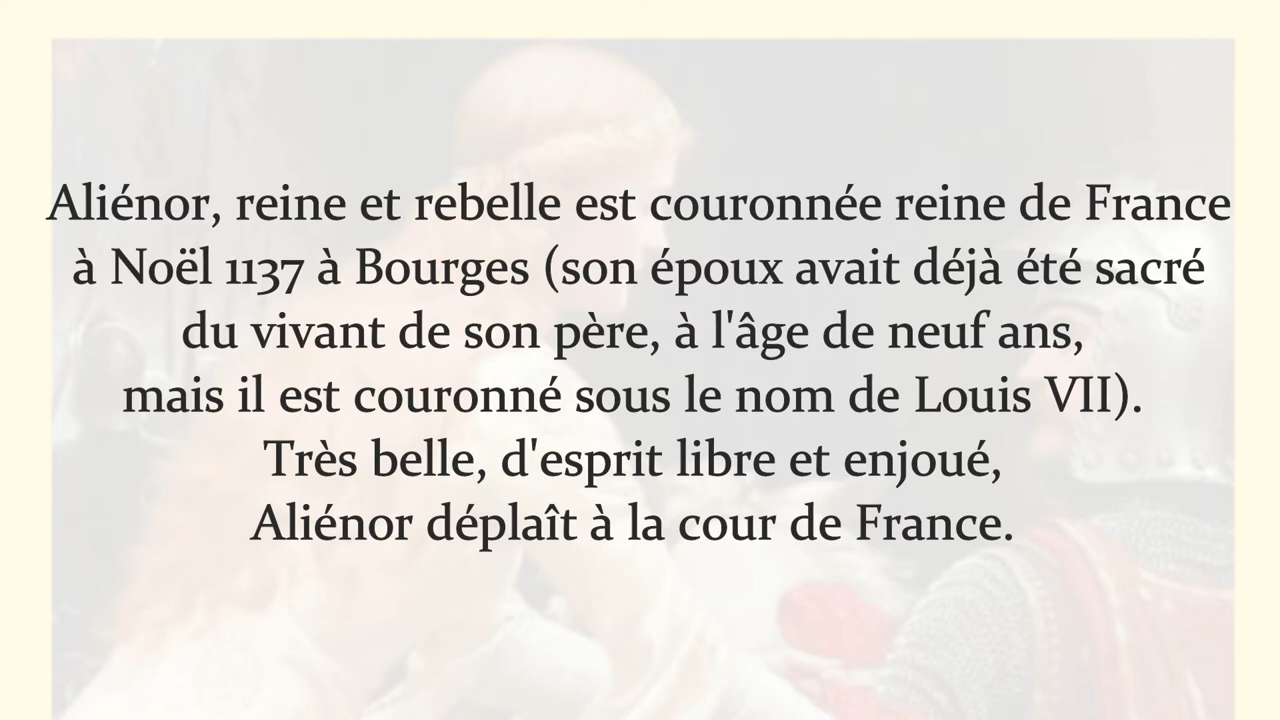 Aliénor, reine et rebelle est couronnée reine de France
à Noël 1137 à Bourges (son époux avait déjà été sacré
du vivant de son père, à l'âge de neuf ans,
mais il est couronné sous le nom de Louis VII).
Très belle, d'esprit libre et enjoué,
Aliénor déplaît à la cour de France.